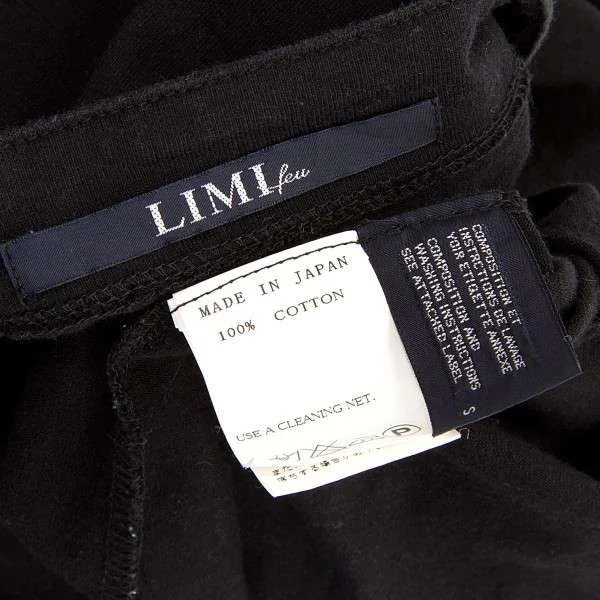 LIMI feu
MADE IN JAPAN
100% COTTON
USE A CLEANING NET.
P
COMPOSITION ET
INSTRUCTIONS DE LAVAGE
VOIR ETIQUETTE ANNEXE
COMPOSITION AND
WASHING INSTRUCTIONS
SEE ATTACHED LABEL
S